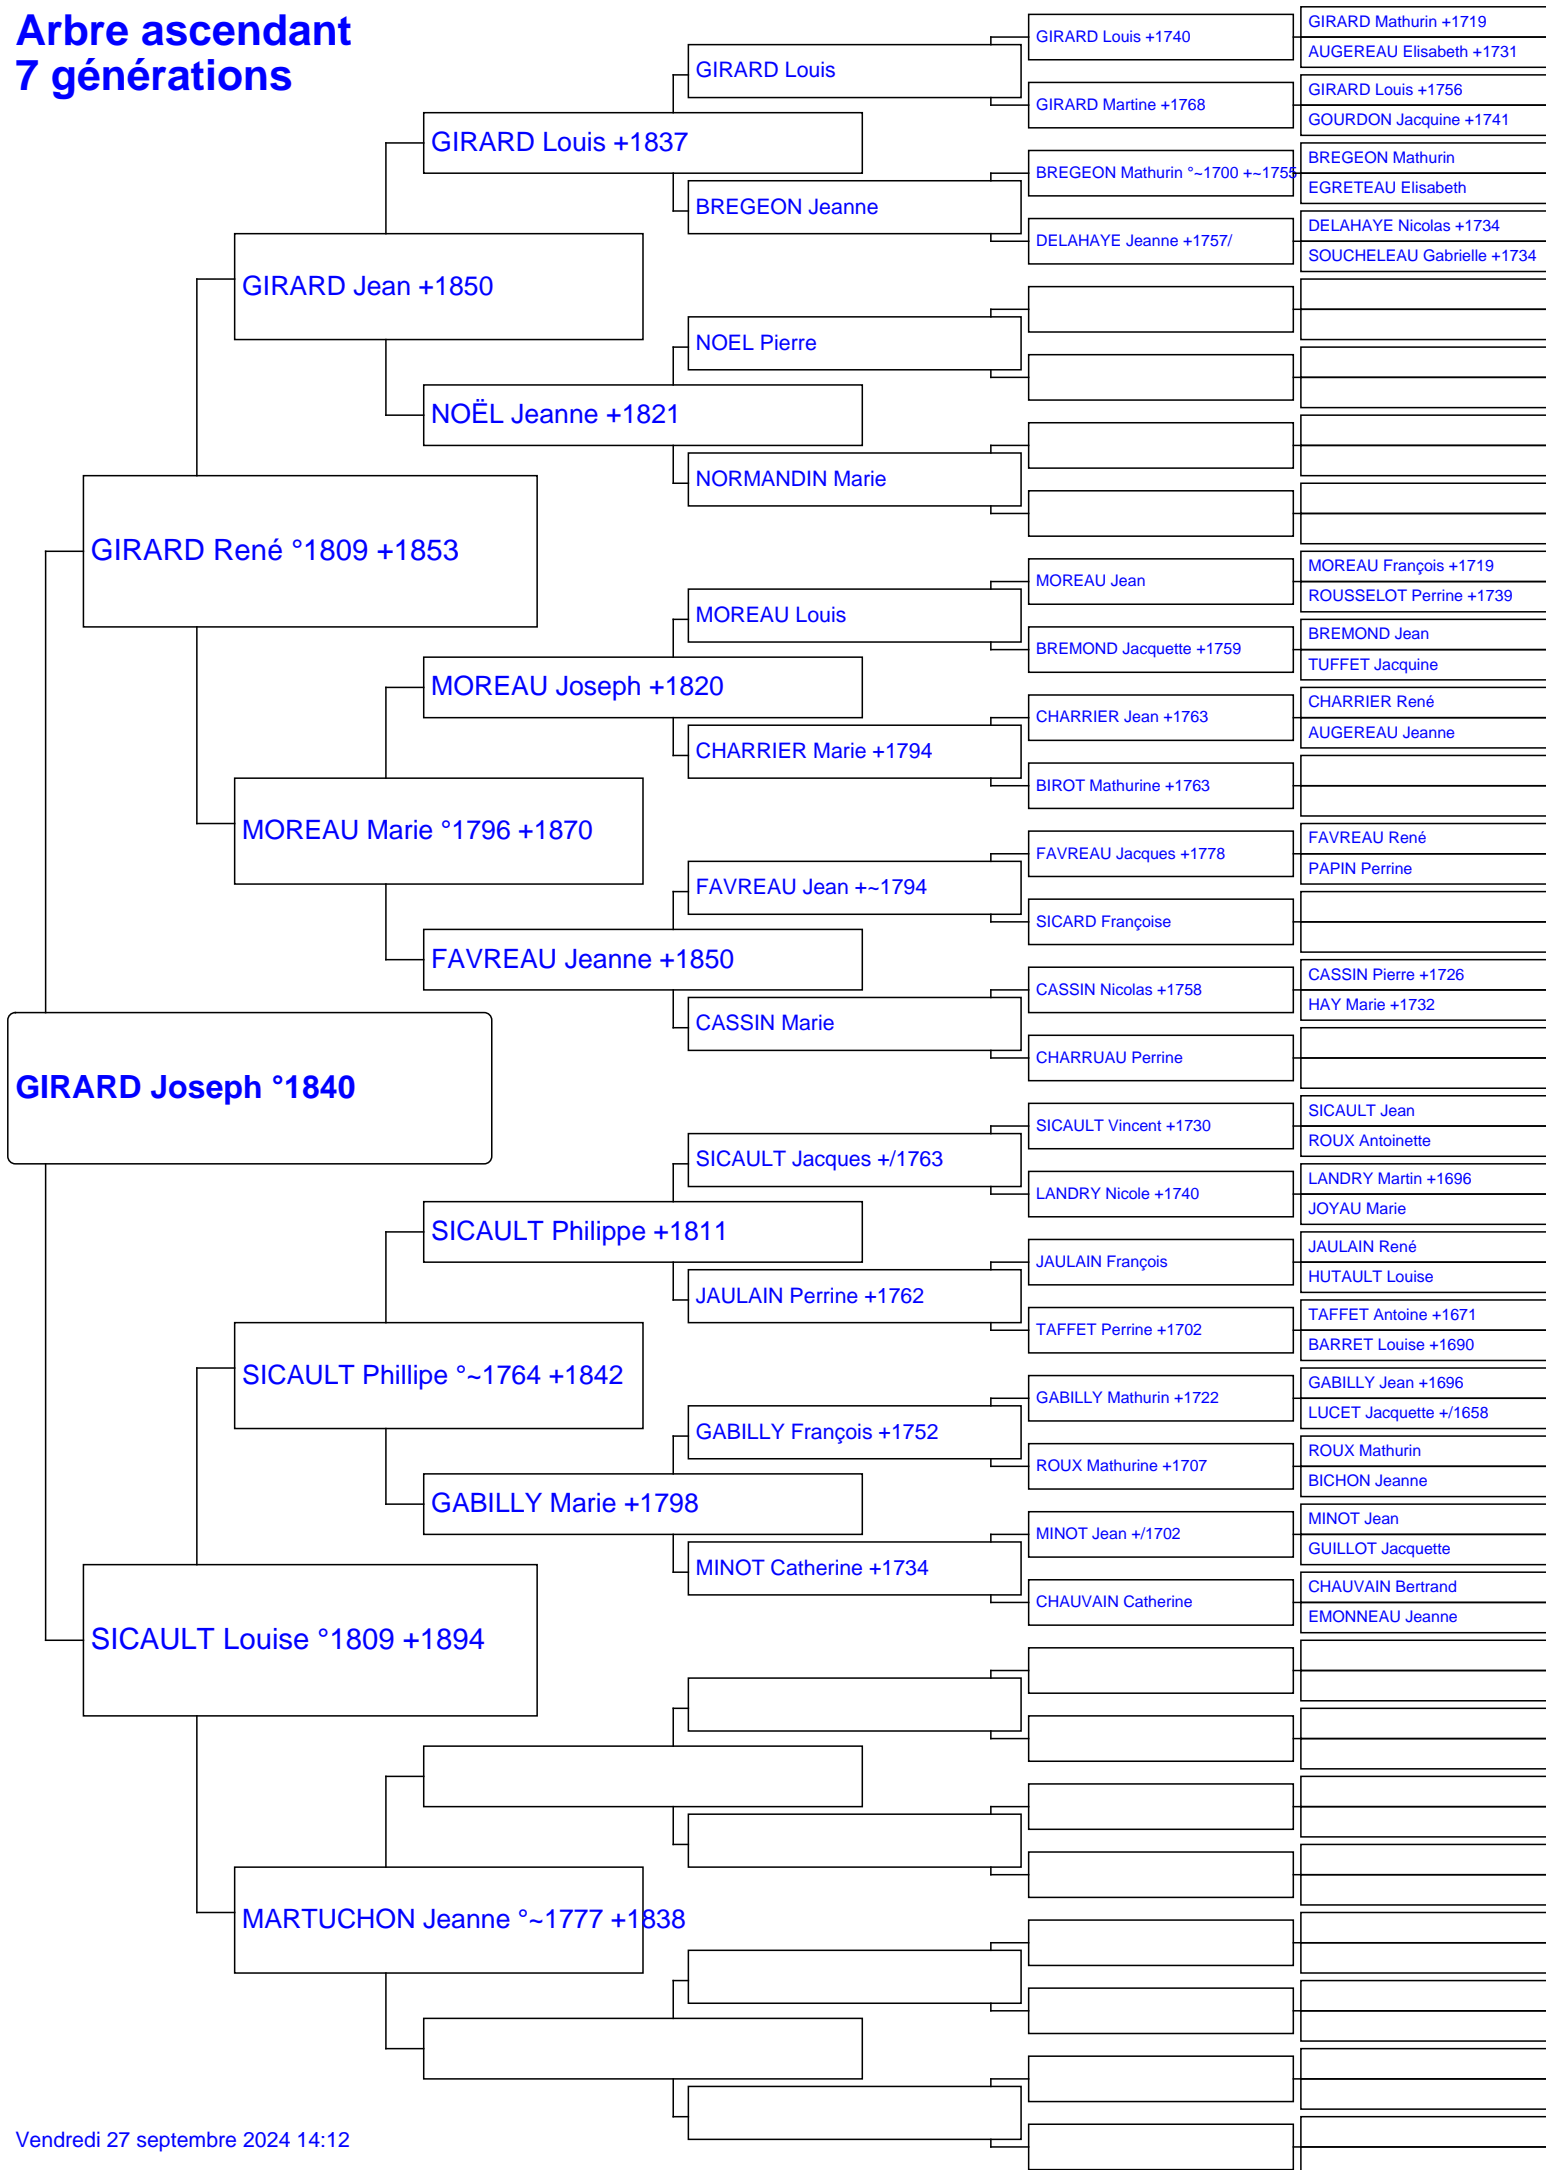 Arbre ascendant
7 générations
GIRARD Joseph °1840
GIRARD René °1809 +1853
SICAULT Louise °1809 +1894
GIRARD Jean +1850
MOREAU Marie °1796 +1870
SICAULT Phillipe °~1764 +1842
MARTUCHON Jeanne °~1777 +1838
GIRARD Louis +1837
NOËL Jeanne +1821
MOREAU Joseph +1820
FAVREAU Jeanne +1850
SICAULT Philippe +1811
GABILLY Marie +1798
GIRARD Louis
BREGEON Jeanne
NOEL Pierre
NORMANDIN Marie
MOREAU Louis
CHARRIER Marie +1794
FAVREAU Jean +~1794
CASSIN Marie
SICAULT Jacques +/1763
JAULAIN Perrine +1762
GABILLY François +1752
MINOT Catherine +1734
GIRARD Louis +1740
GIRARD Martine +1768
BREGEON Mathurin °~1700 +~1755
DELAHAYE Jeanne +1757/
MOREAU Jean
BREMOND Jacquette +1759
CHARRIER Jean +1763
BIROT Mathurine +1763
FAVREAU Jacques +1778
SICARD Françoise
CASSIN Nicolas +1758
CHARRUAU Perrine
SICAULT Vincent +1730
LANDRY Nicole +1740
JAULAIN François
TAFFET Perrine +1702
GABILLY Mathurin +1722
ROUX Mathurine +1707
MINOT Jean +/1702
CHAUVAIN Catherine
GIRARD Mathurin +1719
AUGEREAU Elisabeth +1731
GIRARD Louis +1756
GOURDON Jacquine +1741
BREGEON Mathurin
EGRETEAU Elisabeth
DELAHAYE Nicolas +1734
SOUCHELEAU Gabrielle +1734
MOREAU François +1719
ROUSSELOT Perrine +1739
BREMOND Jean
TUFFET Jacquine
CHARRIER René
AUGEREAU Jeanne
FAVREAU René
PAPIN Perrine
CASSIN Pierre +1726
HAY Marie +1732
SICAULT Jean
ROUX Antoinette
LANDRY Martin +1696
JOYAU Marie
JAULAIN René
HUTAULT Louise
TAFFET Antoine +1671
BARRET Louise +1690
GABILLY Jean +1696
LUCET Jacquette +/1658
ROUX Mathurin
BICHON Jeanne
MINOT Jean
GUILLOT Jacquette
CHAUVAIN Bertrand
EMONNEAU Jeanne
Vendredi 27 septembre 2024 14:12